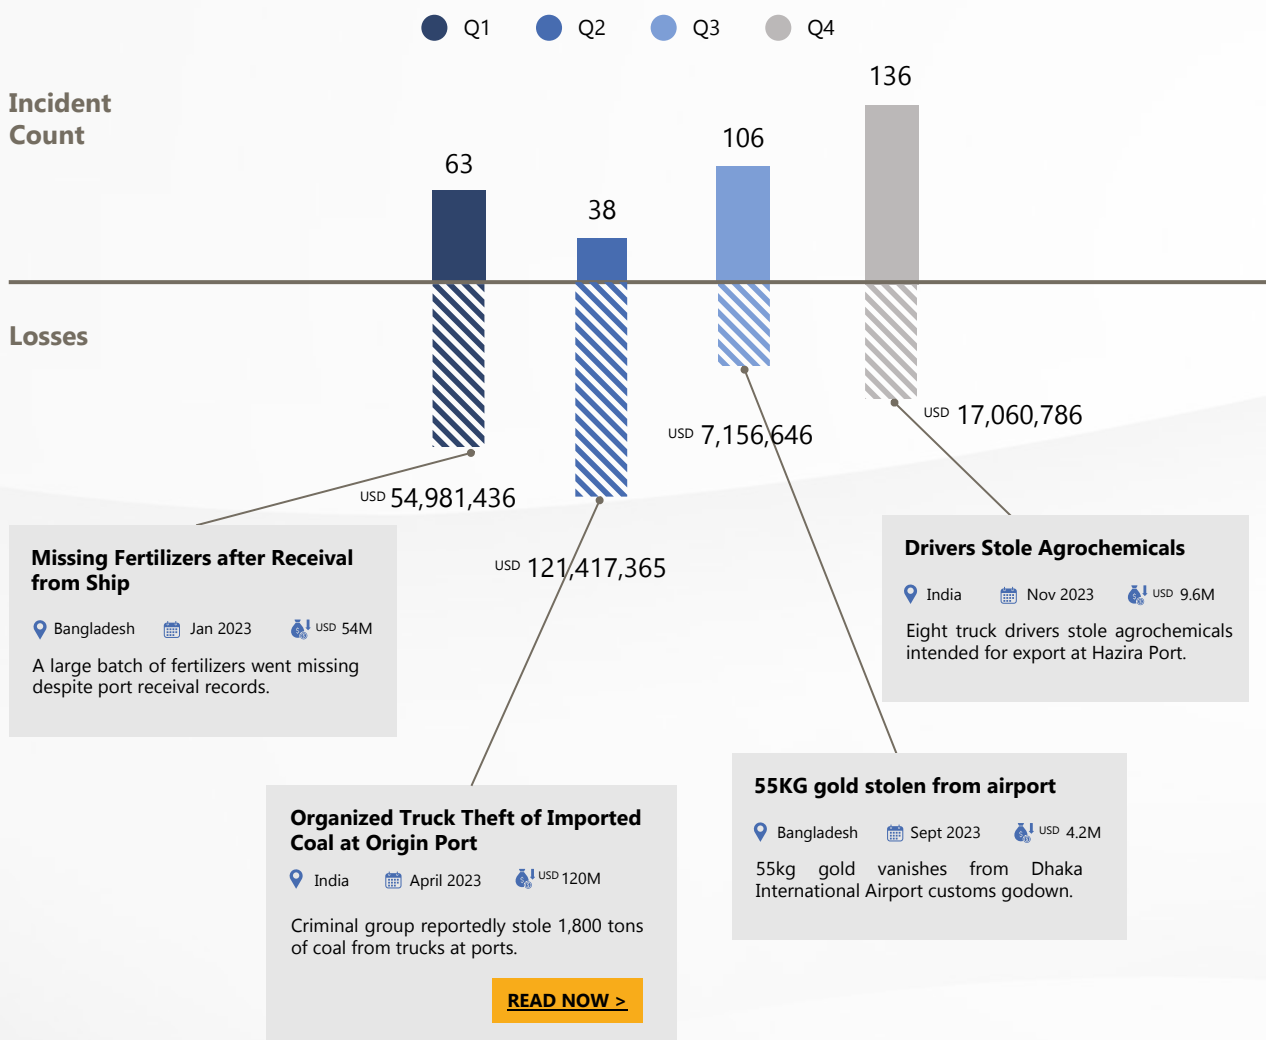 Q1 Q2 Q3 Q4
Incident
Count
63
38
106
136
Losses
USD 54,981,436
USD 121,417,365
USD 7,156,646
USD 17,060,786
Missing Fertilizers after Receival
from Ship
Bangladesh Jan 2023 USD 54M
A large batch of fertilizers went missing
despite port receival records.
Organized Truck Theft of Imported
Coal at Origin Port
India April 2023 USD 120M
Criminal group reportedly stole 1,800 tons
of coal from trucks at ports.
READ NOW >
55KG gold stolen from airport
Bangladesh Sept 2023 USD 4.2M
55kg gold vanishes from Dhaka
International Airport customs godown.
Drivers Stole Agrochemicals
India Nov 2023 USD 9.6M
Eight truck drivers stole agrochemicals
intended for export at Hazira Port.